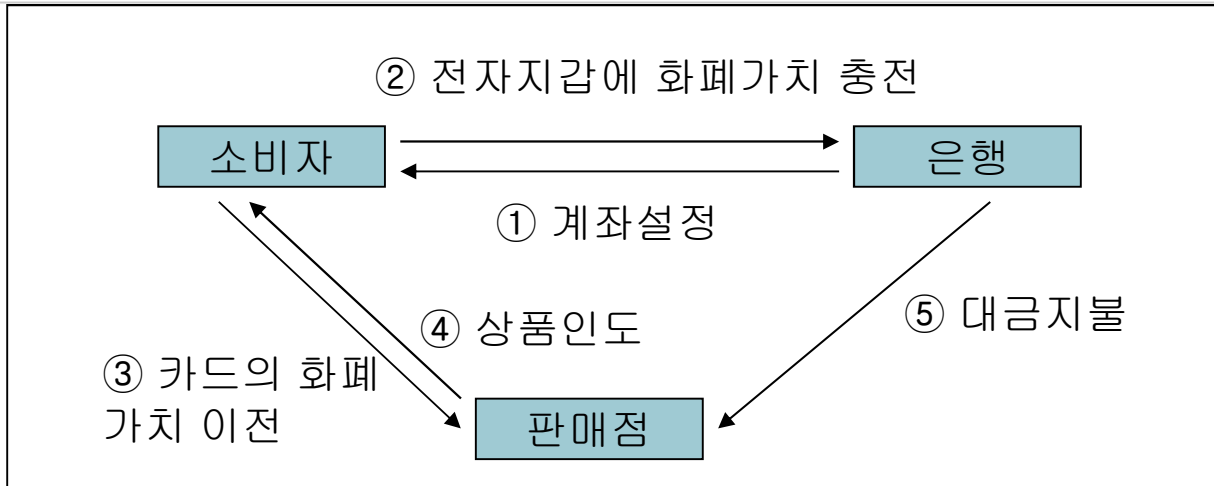 ② 전자지갑에 화폐가치 충전
소비자
은행
① 계좌설정
④ 상품인도
⑤ 대금지불
③ 카드의 화폐
가치 이전
판매점